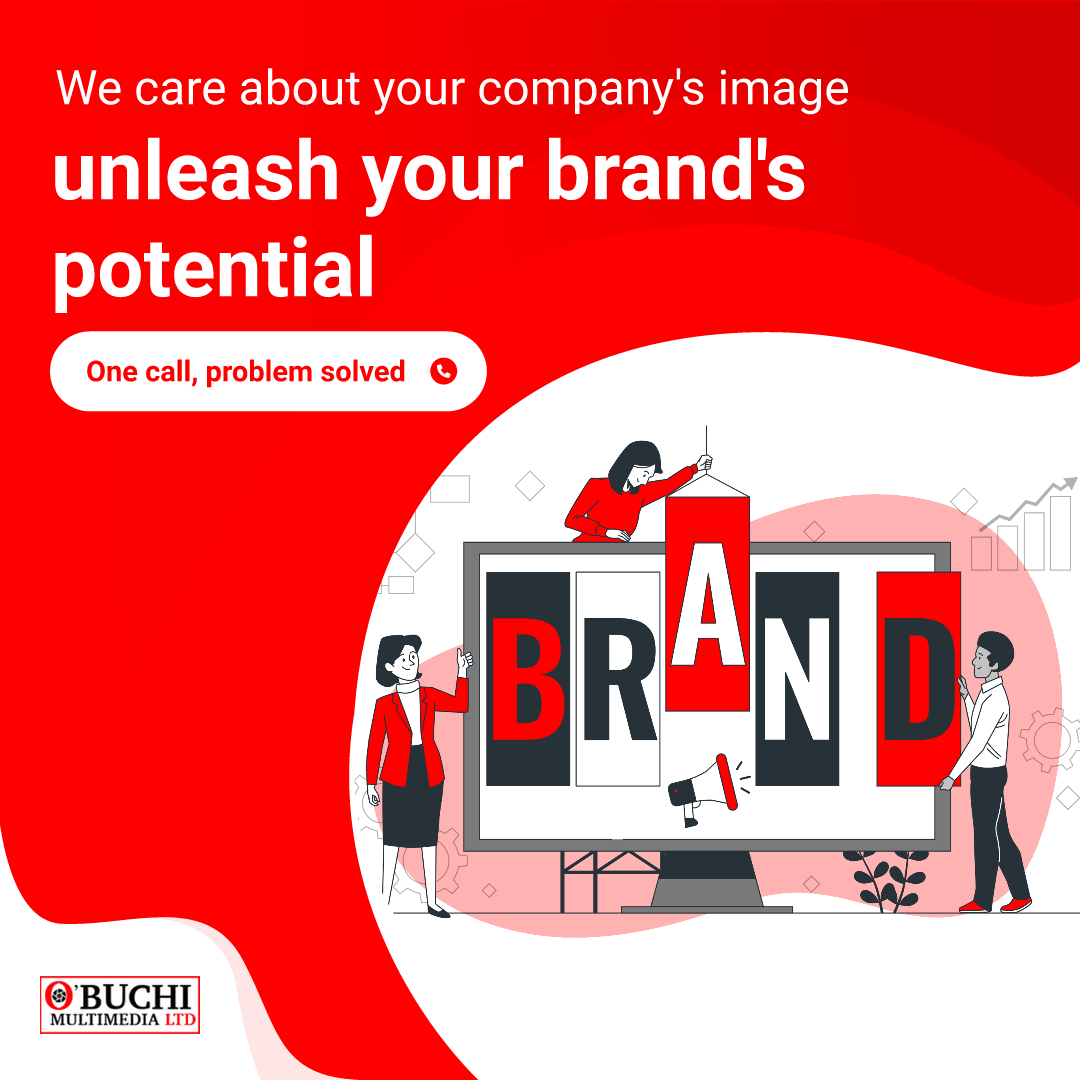 We care about your company's image
unleash your brand's
potential
One call, problem solved
BRAND
O'BUCHI
MULTIMEDIA LTD